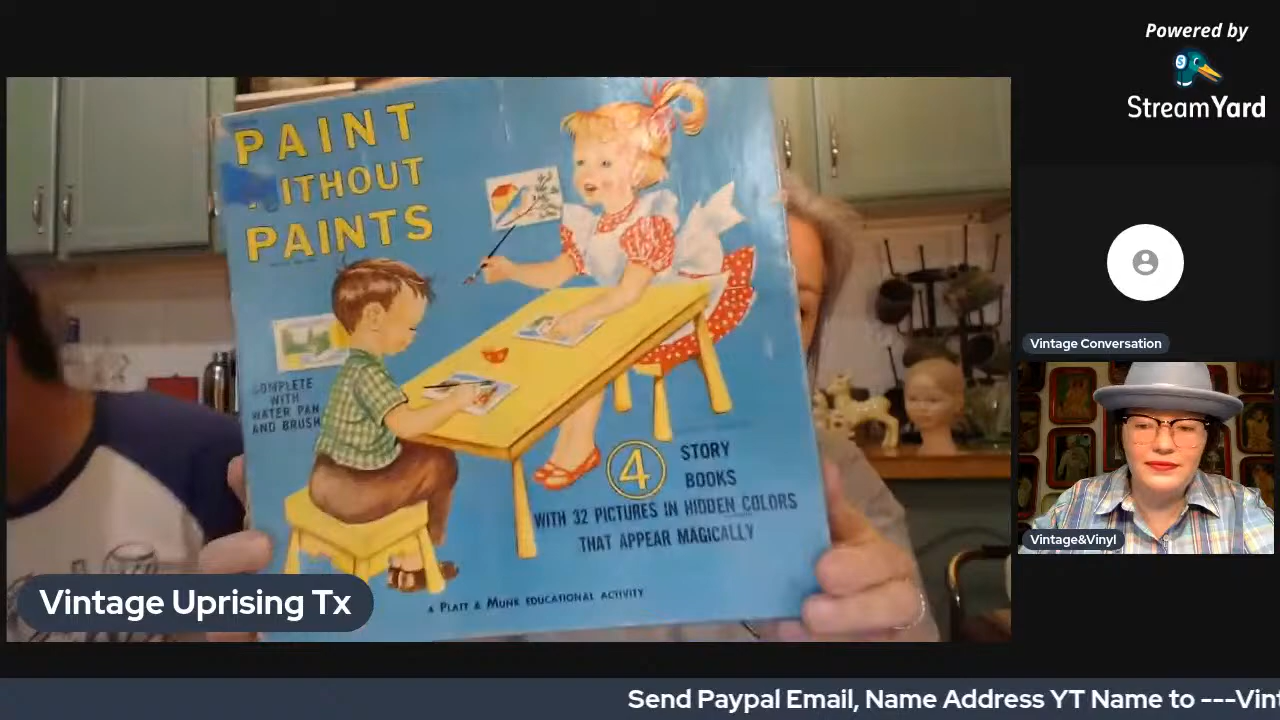 Powered by
StreamYard
PAINT
WITHOUT
PAINTS
COMPLETE
WITH
WATER PAN
AND BRUSH
4 STORY
BOOKS
WITH 32 PICTURES IN HIDDEN COLORS
THAT APPEAR MAGICALLY
A PLATT & MUNK EDUCATIONAL ACTIVITY
Vintage Uprising Tx
Vintage Conversation
Vintage&Vinyl
Send Paypal Email, Name Address YT Name to ---Vint